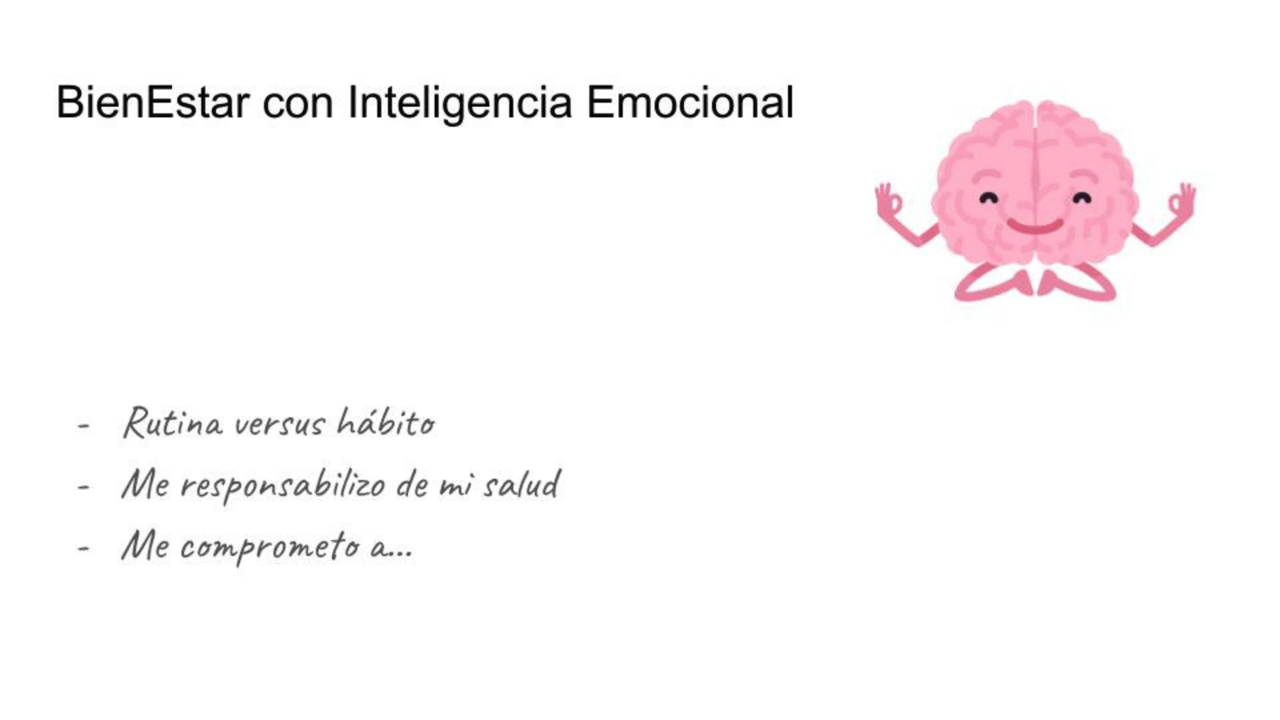 BienEstar con Inteligencia Emocional
- Rutina versus hábito
- Me responsabilizo de mi salud
- Me comprometo a...